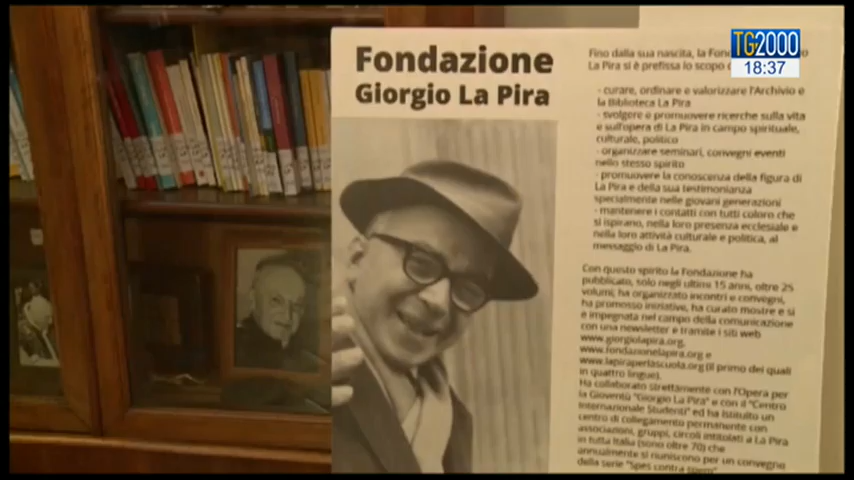 Fondazione
Giorgio La Pira
TG2000
18:37
Fino dalla sua nascita, la
La Pira si è prefissa lo scopo
- curare, ordinare e valorizzare l'Archivio e
la Biblioteca La Pira
- svolgere e promuovere ricerche sulla vita
e sull'opera di La Pira in campo spirituale,
culturale, politico
- organizzare seminari, convegni eventi
nello stesso spirito
- promuovere la conoscenza della figura di
La Pira e della sua testimonianza
specialmente nelle giovani generazioni
- mantenere i contatti con tutti coloro che
si ispirano, nella loro presenza ecclesiale e
nella loro attività culturale e politica, al
messaggio di La Pira.
Con questo spirito la Fondazione ha
pubblicato, solo negli ultimi 15 anni, oltre 25
volumi, ha organizzato incontri e convegni,
ha promosso iniziative, ha curato mostre e si
è impegnata nel campo della comunicazione
con una newsletter e tramite i siti web
www.giorgiolapira.org,
www.fondazionelapira.org e
www.lapiraperlascuola.org (il primo dei quali
in quattro lingue).
Ha collaborato strettamente con l'Opera per
la Gioventù "Giorgio La Pira" e con il "Centro
Internazionale Studenti" ed ha istituito un
centro di collegamento permanente con
associazioni, gruppi, circoli intitolati a La Pira
in tutta Italia (sono oltre 70) che
annualmente si riuniscono per un convegno
della serie "Spes contra spem"